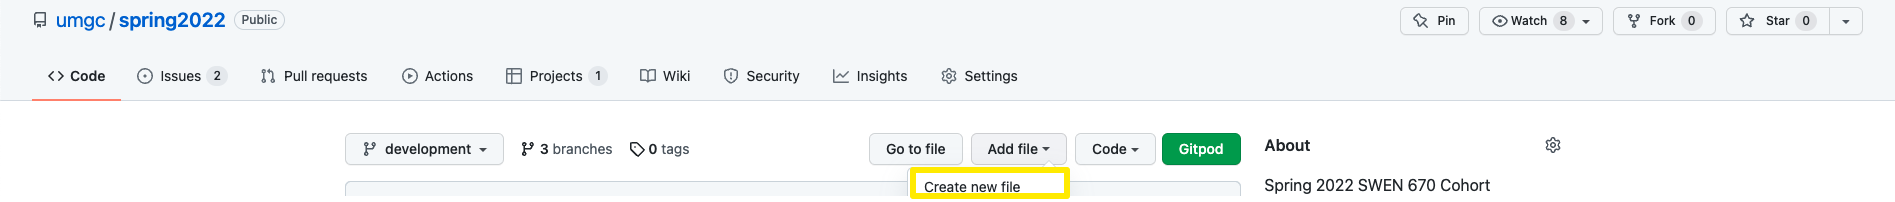 umgc / spring2022 Public
Pin Watch 8 Fork 0 Star 0
Code Issues 2 Pull requests Actions Projects 1 Wiki Security Insights Settings
development 3 branches 0 tags Go to file Add file Code Gitpod
About
Create new file
Spring 2022 SWEN 670 Cohort